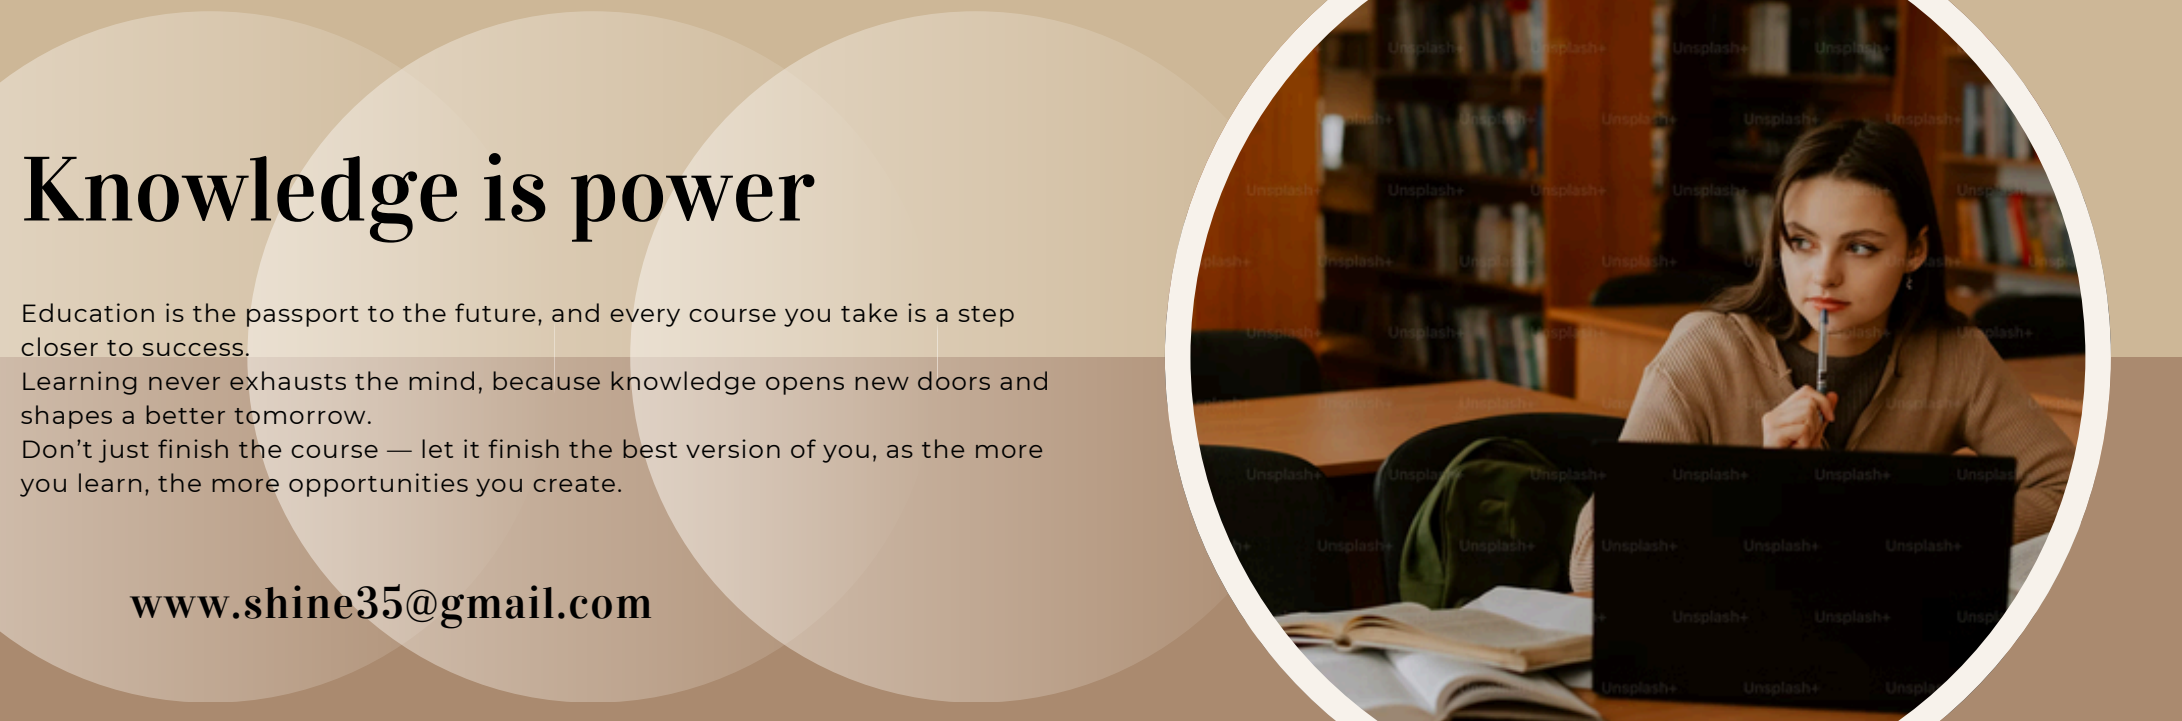 Knowledge is power
Education is the passport to the future, and every course you take is a step
closer to success.
Learning never exhausts the mind, because knowledge opens new doors and
shapes a better tomorrow.
Don’t just finish the course — let it finish the best version of you, as the more
you learn, the more opportunities you create.
www.shine35@gmail.com
Unsplash+